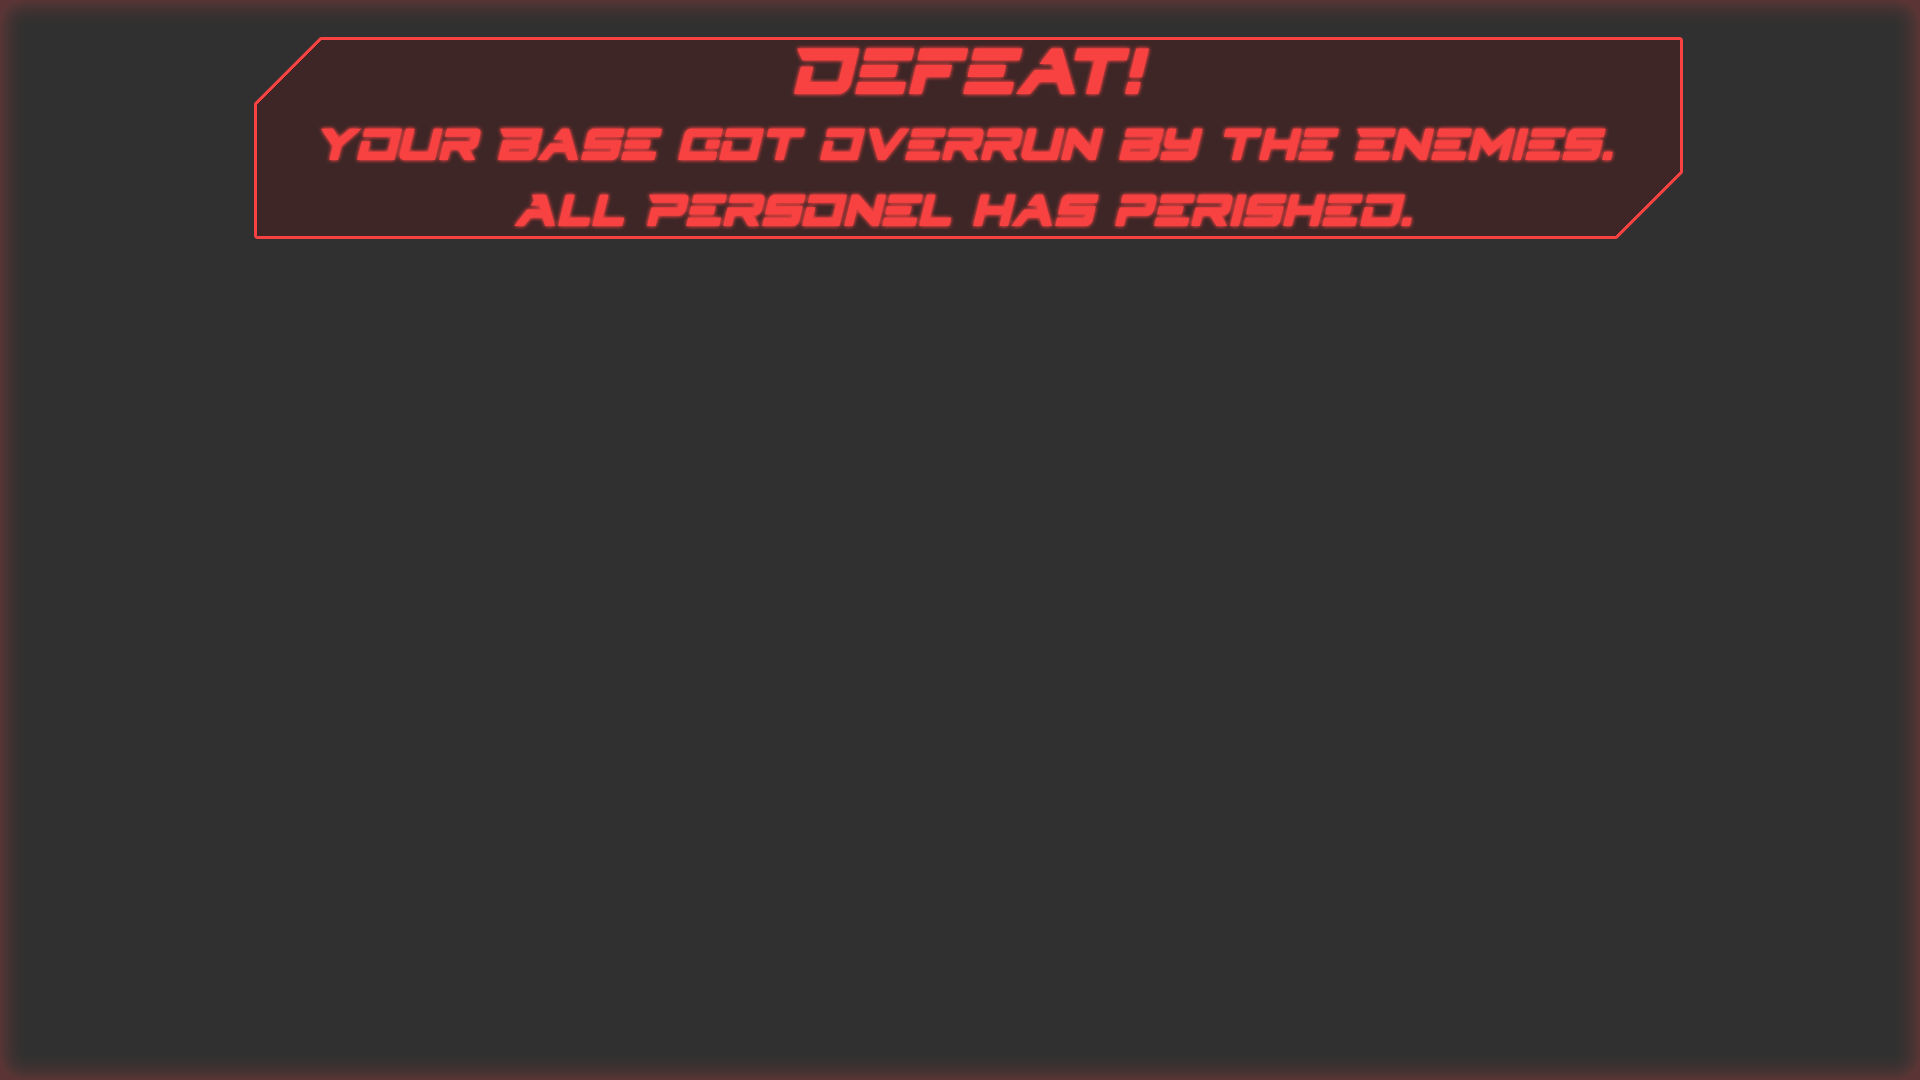 DEFEAT!
YOUR BASE GOT OVERRUN BY THE ENEMIES.
ALL PERSONEL HAS PERISHED.